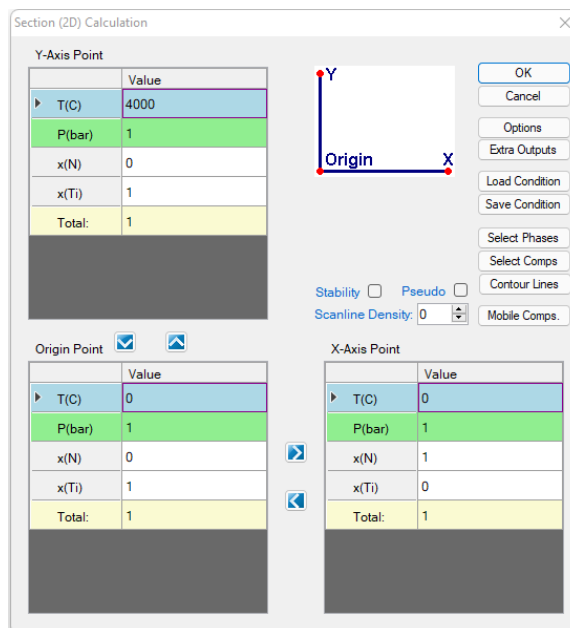 Section (2D) Calculation
Y-Axis Point
Value
T(C) 4000
P(bar) 1
x(N) 0
x(Ti) 1
Total: 1
Y
Origin X
OK
Cancel
Options
Extra Outputs
Load Condition
Save Condition
Select Phases
Select Comps
Contour Lines
Mobile Comps.
Stability Pseudo
Scanline Density: 0
Origin Point
Value
T(C) 0
P(bar) 1
x(N) 0
x(Ti) 1
Total: 1
X-Axis Point
Value
T(C) 0
P(bar) 1
x(N) 1
x(Ti) 0
Total: 1